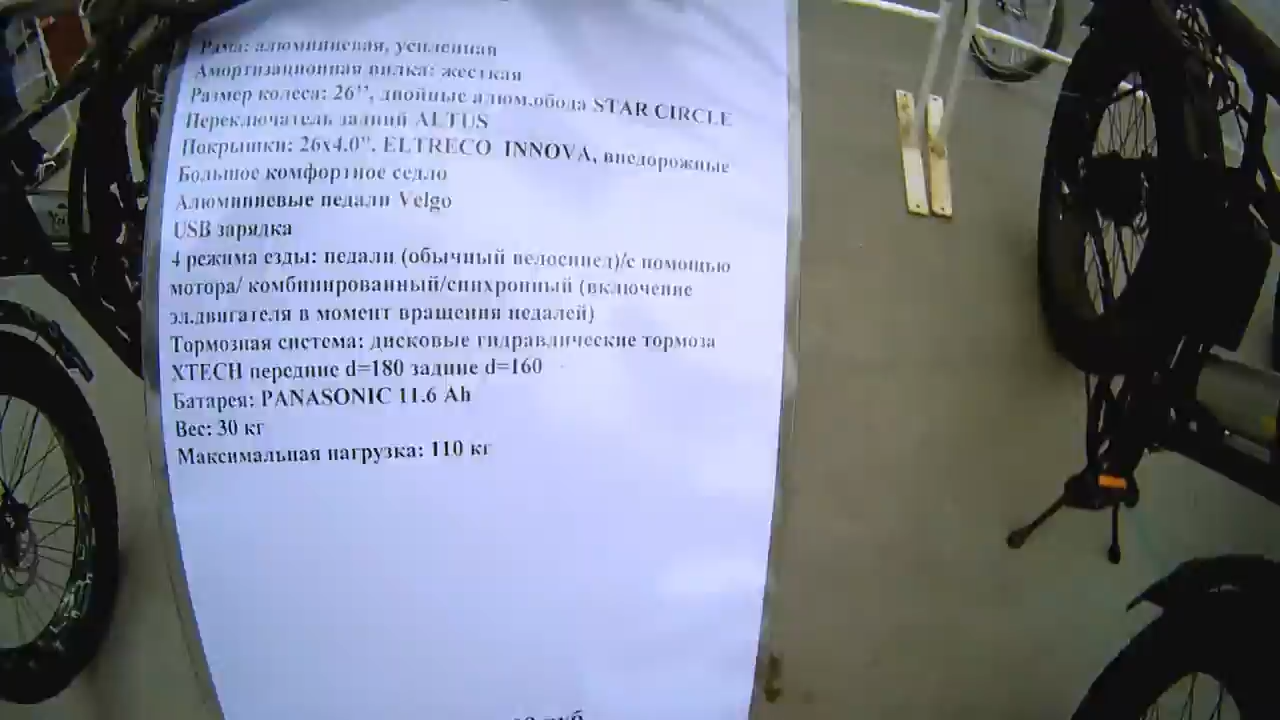 Рама: алюминиевая, усиленная
Амортизационная вилка: жесткая
Размер колеса: 26’’, двойные алюм.обода STAR CIRCLE
Переключатель задний ALTUS
Покрышки: 26x4.0", ELTRECO INNOVA, внедорожные
Большое комфортное седло
Алюминиевые педали Velgo
USB зарядка
4 режима езды: педали (обычный велосипед)/с помощью
мотора/ комбинированный/синхронный (включение
эл.двигателя в момент вращения педалей)
Тормозная система: дисковые гидравлические тормоза
XTECH передние d=180 задние d=160
Батарея: PANASONIC 11.6 Ah
Вес: 30 кг
Максимальная нагрузка: 110 кг